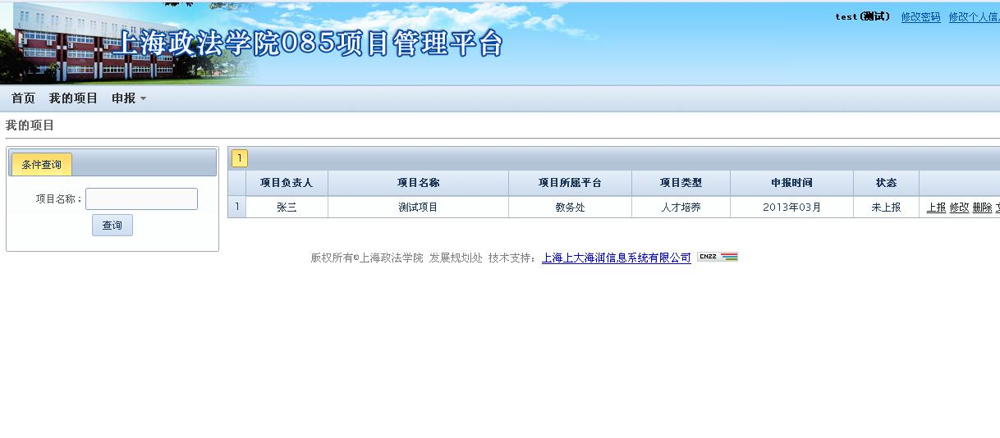 test(测试) 修改密码 修改个人信
上海政法学院085项目管理平台
首页 我的项目 申报
我的项目
条件查询
项目名称：
查询
1
项目负责人 项目名称 项目所属平台 项目类型 申报时间 状态
1 张三 测试项目 教务处 人才培养 2013年03月 未上报 上报 修改 删除
版权所有©上海政法学院 发展规划处 技术支持： 上海上大海润信息系统有限公司 CNZZ